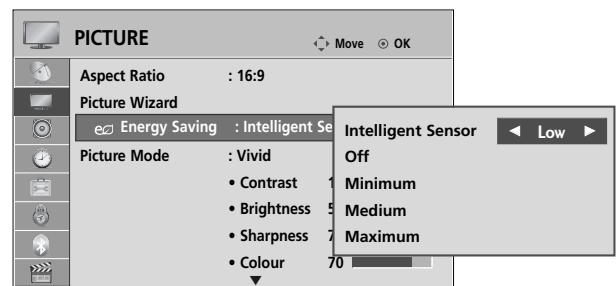 PICTURE
Move OK
Aspect Ratio : 16:9
Picture Wizard
Energy Saving : Intelligent
Picture Mode : Vivid
• Contrast
• Brightness
• Sharpness
• Colour 70
Intelligent Sensor Low
Off
Minimum
Medium
Maximum